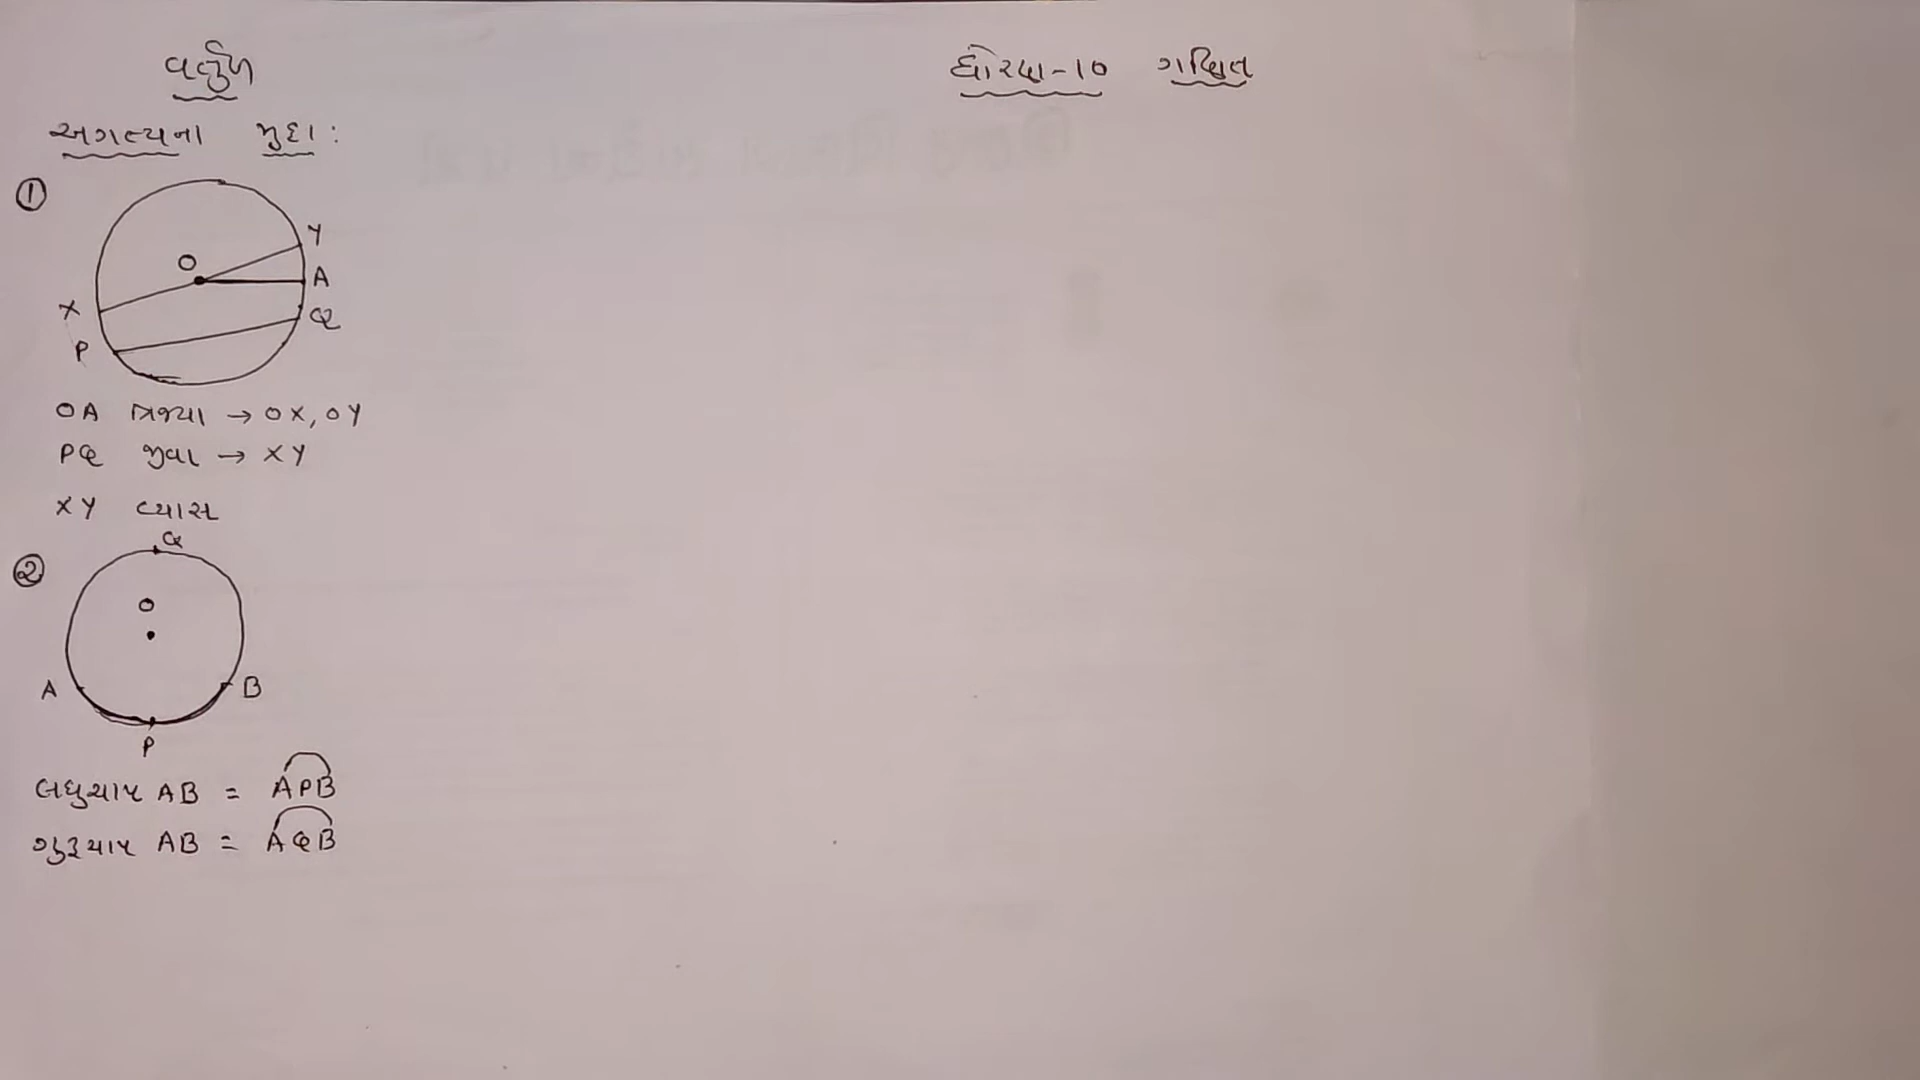 વર્તુળ
ધોરણ-10 ગણિત
અગત્યના મુદ્દા :
①
Y
O
A
X
Q
P
OA ત્રિજ્યા → OX, OY
PQ જીવા → XY
XY વ્યાસ
②
Q
O
A
B
P
લઘુચાપ AB = APB
ગુરૂચાપ AB = AQB